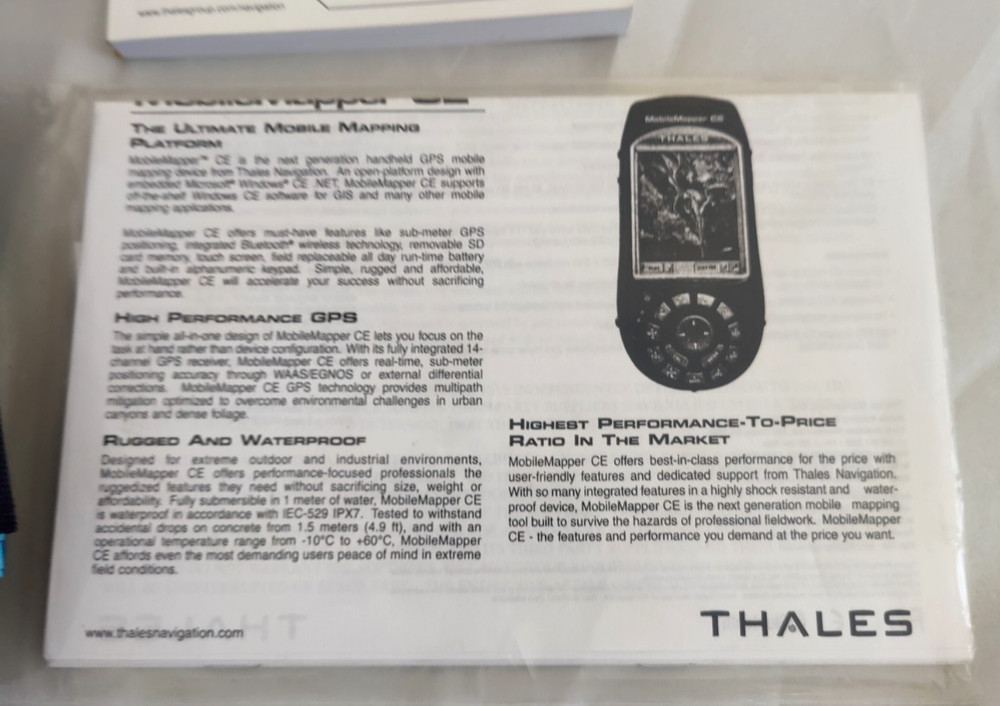 www.thalesgroup.com/navigation
MobileMapper CE
THE ULTIMATE MOBILE MAPPING
PLATFORM
MobileMapper™ CE is the next generation handheld GPS mobile
mapping device from Thales Navigation. An open-platform design with
embedded Microsoft® Windows® CE .NET, MobileMapper CE supports
off-the-shelf Windows CE software for GIS and many other mobile
mapping applications.
MobileMapper CE offers must-have features like sub-meter GPS
positioning, integrated Bluetooth® wireless technology, removable SD
card memory, touch screen, field replaceable all day run-time battery
and built-in alphanumeric keypad. Simple, rugged and affordable,
MobileMapper CE will accelerate your success without sacrificing
performance.
HIGH PERFORMANCE GPS
The simple all-in-one design of MobileMapper CE lets you focus on the
task at hand rather than device configuration. With its fully integrated 14-
channel GPS receiver, MobileMapper CE offers real-time, sub-meter
positioning accuracy through WAAS/EGNOS or external differential
corrections. MobileMapper CE GPS technology provides multipath
mitigation optimized to overcome environmental challenges in urban
canyons and dense foliage.
RUGGED AND WATERPROOF
Designed for extreme outdoor and industrial environments,
MobileMapper CE offers performance-focused professionals the
ruggedized features they need without sacrificing size, weight or
affordability. Fully submersible in 1 meter of water, MobileMapper CE
is waterproof in accordance with IEC-529 IPX7. Tested to withstand
accidental drops on concrete from 1.5 meters (4.9 ft), and with an
operational temperature range from -10°C to +60°C, MobileMapper
CE affords even the most demanding users peace of mind in extreme
field conditions.
www.thalesnavigation.com
MobileMapper CE
THALES
HIGHEST PERFORMANCE-TO-PRICE
RATIO IN THE MARKET
MobileMapper CE offers best-in-class performance for the price with
user-friendly features and dedicated support from Thales Navigation.
With so many integrated features in a highly shock resistant and water-
proof device, MobileMapper CE is the next generation mobile mapping
tool built to survive the hazards of professional fieldwork. MobileMapper
CE - the features and performance you demand at the price you want.
THALES